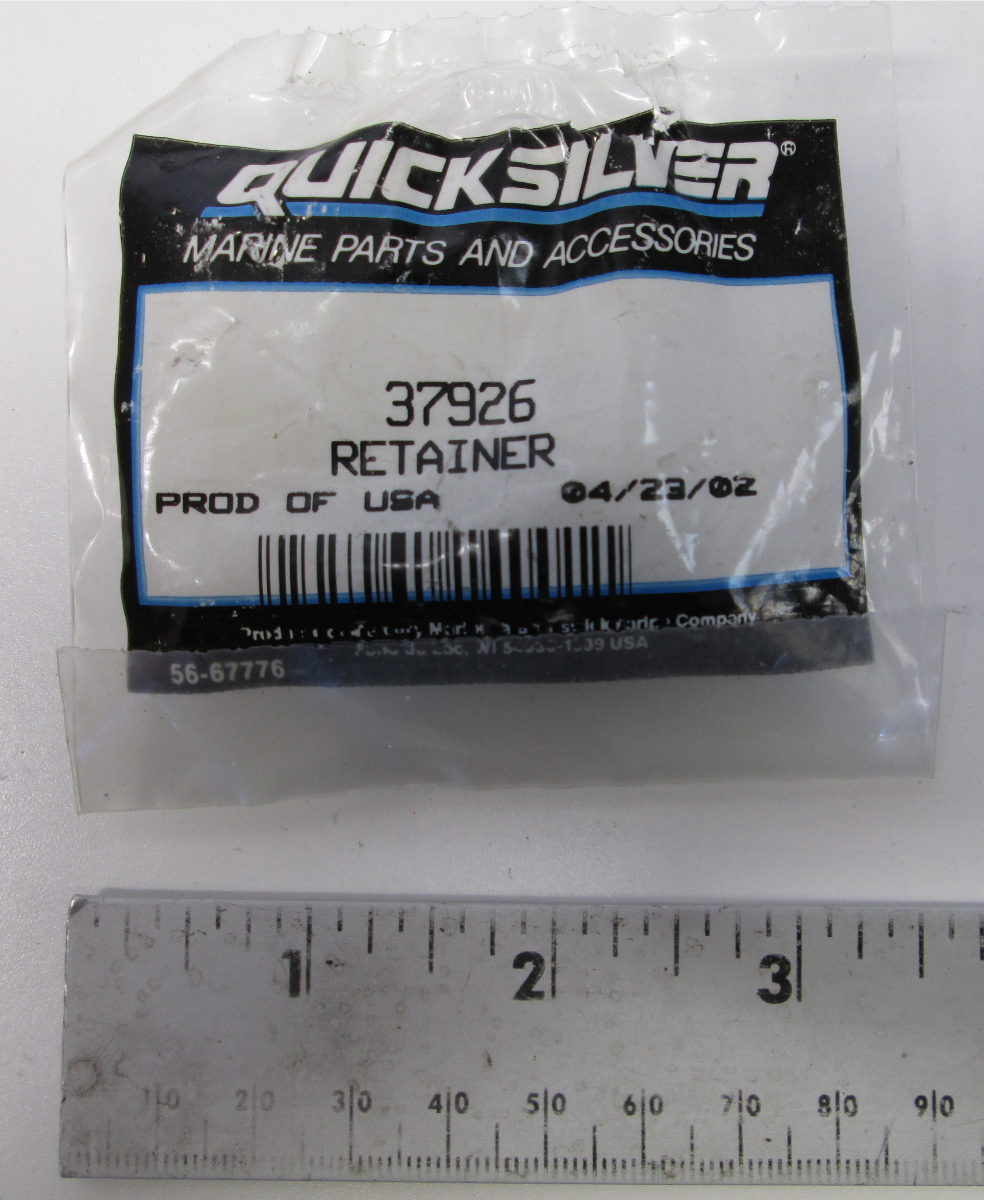 QUICKSILVER®
MARINE PARTS AND ACCESSORIES
37926
RETAINER
PROD OF USA 04/23/02
Company
USA
56-67776
1 2 3
10 20 30 40 50 60 70 80 90